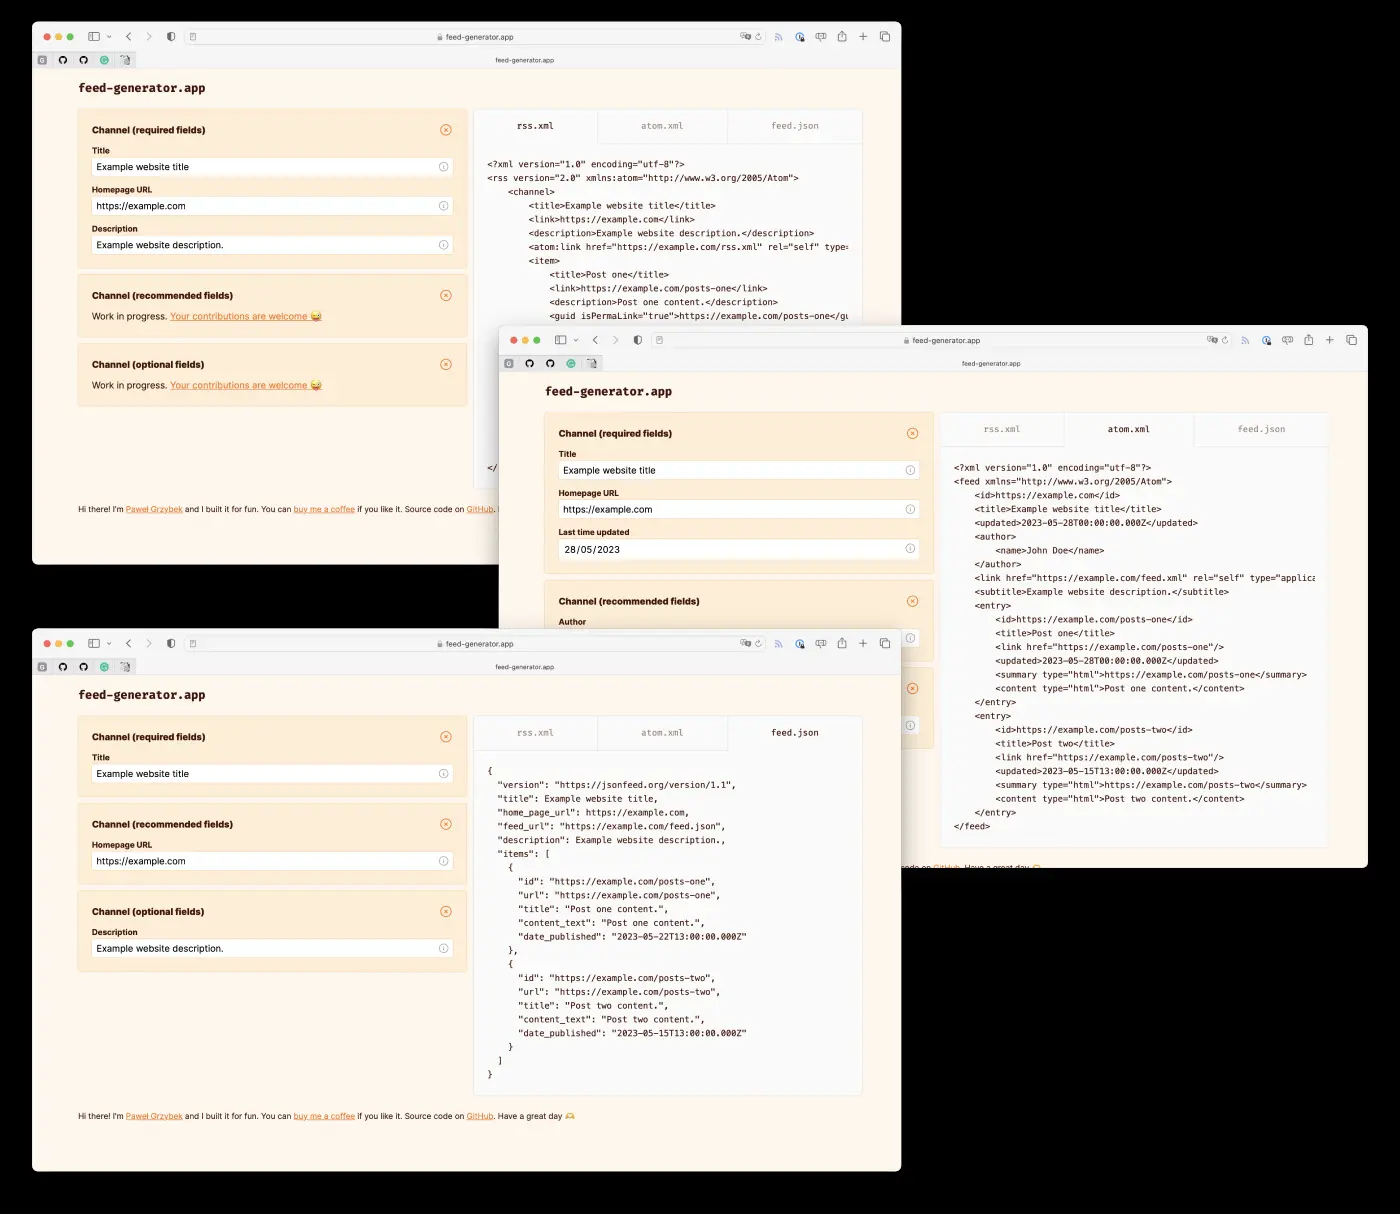 feed-generator.app
feed-generator.app
feed-generator.app
Channel (required fields)
Title
Example website title
Homepage URL
https://example.com
Description
Example website description.
Channel (recommended fields)
Work in progress. Your contributions are welcome 😄
Channel (optional fields)
Work in progress. Your contributions are welcome 😄
rss.xml
atom.xml
feed.json
<?xml version="1.0" encoding="utf-8"?>
<rss version="2.0" xmlns:atom="http://www.w3.org/2005/Atom">
<channel>
<title>Example website title</title>
<link>https://example.com</link>
<description>Example website description.</description>
<atom:link href="https://example.com/rss.xml" rel="self" type=
<item>
<title>Post one</title>
<link>https://example.com/posts-one</link>
<description>Post one content.</description>
<guid isPermaLink="true">https://example.com/posts-one</gu
</
Hi there! I'm Paweł Grzybek and I built it for fun. You can buy me a coffee if you like it. Source code on GitHub.
feed-generator.app
feed-generator.app
feed-generator.app
Channel (required fields)
Title
Example website title
Homepage URL
https://example.com
Last time updated
28/05/2023
Channel (recommended fields)
Author
rss.xml
atom.xml
feed.json
<?xml version="1.0" encoding="utf-8"?>
<feed xmlns="http://www.w3.org/2005/Atom">
<id>https://example.com</id>
<title>Example website title</title>
<updated>2023-05-28T00:00:00.000Z</updated>
<author>
<name>John Doe</name>
</author>
<link href="https://example.com/feed.xml" rel="self" type="applica
<subtitle>Example website description.</subtitle>
<entry>
<id>https://example.com/posts-one</id>
<title>Post one</title>
<link href="https://example.com/posts-one"/>
<updated>2023-05-28T00:00:00.000Z</updated>
<summary type="html">https://example.com/posts-one</summary>
<content type="html">Post one content.</content>
</entry>
<entry>
<id>https://example.com/posts-two</id>
<title>Post two</title>
<link href="https://example.com/posts-two"/>
<updated>2023-05-15T13:00:00.000Z</updated>
<summary type="html">https://example.com/posts-two</summary>
<content type="html">Post two content.</content>
</entry>
</feed>
code on GitHub. Have a great day 🫶
feed-generator.app
feed-generator.app
feed-generator.app
Channel (required fields)
Title
Example website title
Channel (recommended fields)
Homepage URL
https://example.com
Channel (optional fields)
Description
Example website description.
rss.xml
atom.xml
feed.json
{
"version": "https://jsonfeed.org/version/1.1",
"title": Example website title,
"home_page_url": https://example.com,
"feed_url": "https://example.com/feed.json",
"description": Example website description.,
"items": [
{
"id": "https://example.com/posts-one",
"url": "https://example.com/posts-one",
"title": "Post one content.",
"content_text": "Post one content.",
"date_published": "2023-05-22T13:00:00.000Z"
},
{
"id": "https://example.com/posts-two",
"url": "https://example.com/posts-two",
"title": "Post two content.",
"content_text": "Post two content.",
"date_published": "2023-05-15T13:00:00.000Z"
}
]
}
Hi there! I'm Paweł Grzybek and I built it for fun. You can buy me a coffee if you like it. Source code on GitHub. Have a great day 🫶